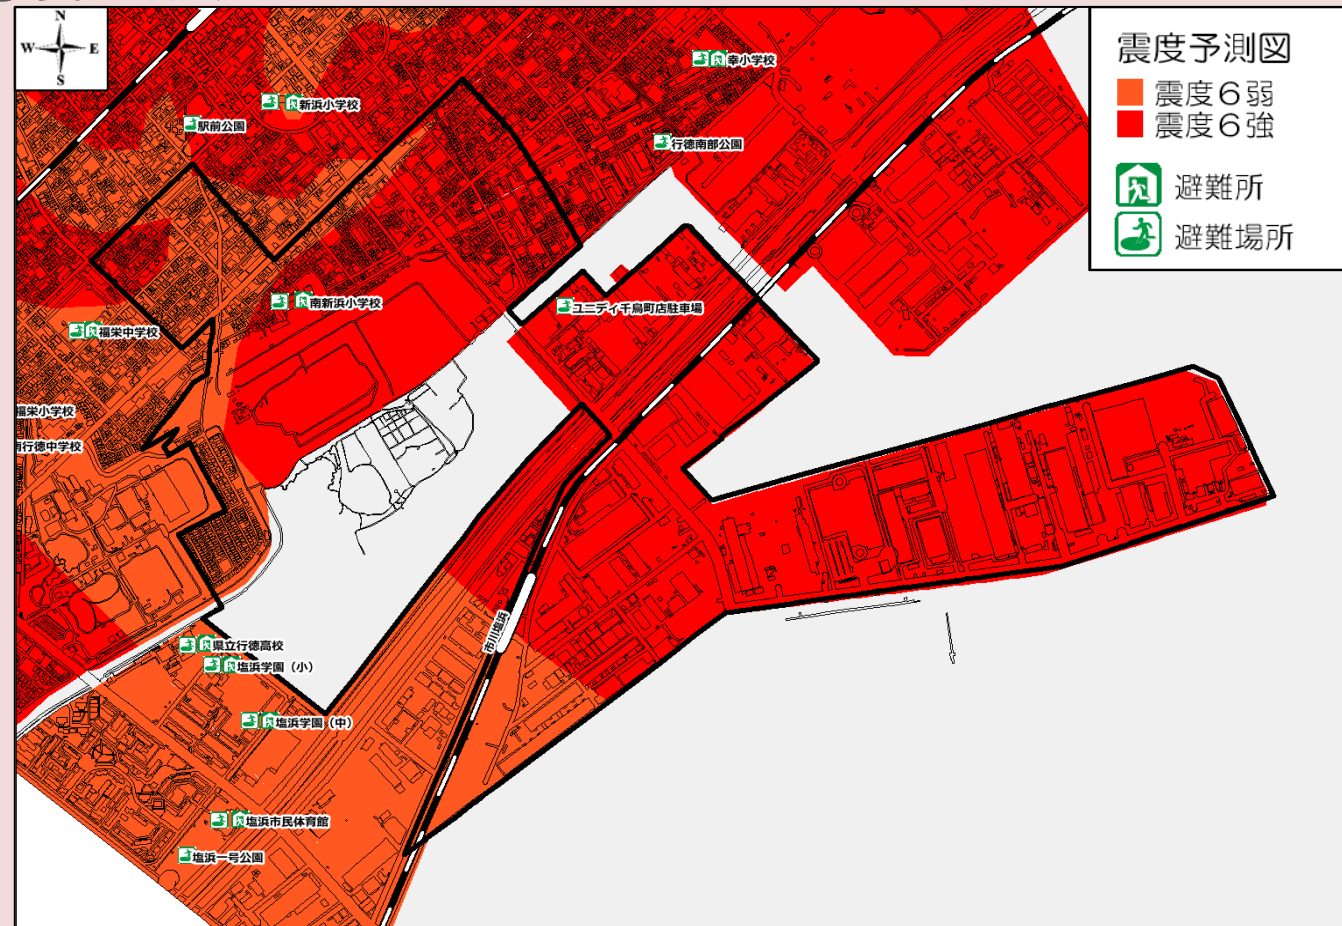 N
W E
S
震度予測図
震度6弱
震度6強
避難所
避難場所
幸小学校
新浜小学校
駅前公園
行徳南部公園
南新浜小学校
ユニディ千鳥町店駐車場
福栄中学校
福栄小学校
南行徳中学校
市川塩浜
県立行徳高校
塩浜学園（小）
塩浜学園（中）
塩浜市民体育館
塩浜一号公園